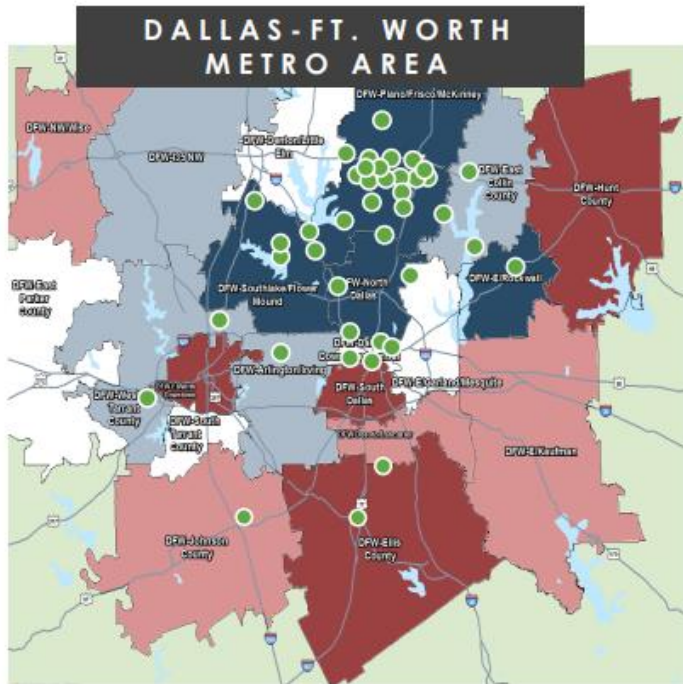 DALLAS-FT. WORTH
METRO AREA
DFW-Plano/Frisco/McKinney
DFW-NW/Wise
DFW-Denton/Little
Elm
DFW-I35 NW
DFW-East
Collin
County
DFW-Hunt
County
DFW-East
Parker
County
DFW-Southlake/Flower
Mound
DFW-North
Dallas
DFW-E/Rockwall
DFW-Arlington/Irving
DFW-E/Garland/Mesquite
DFW-South
Dallas
Tarrant
County
DFW-South
Tarrant
County
DFW-E/Kaufman
DFW-Johnson
County
DFW-Ellis
County